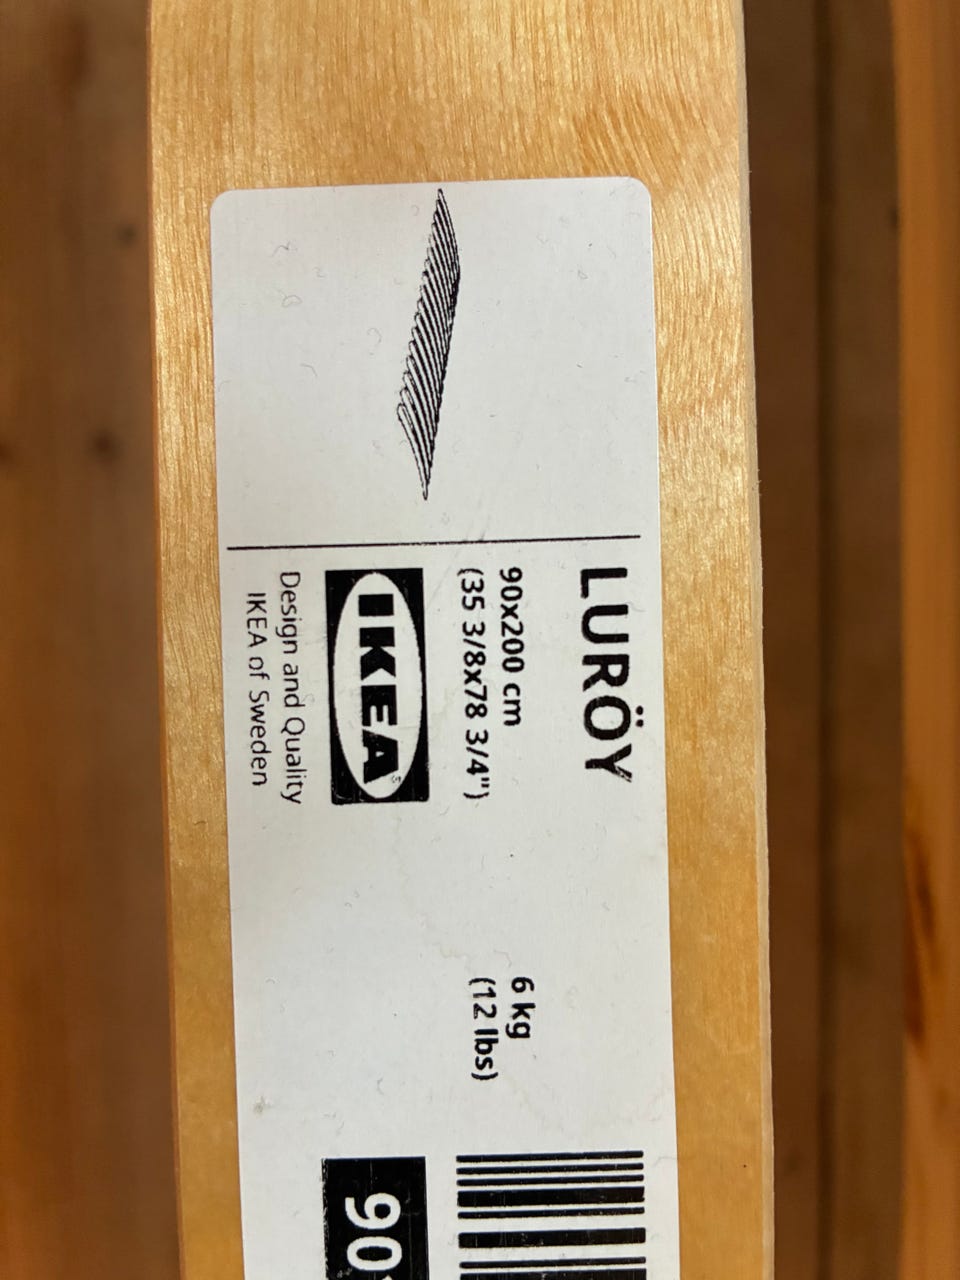 LURÖY
90x200 cm
(35 3/8x78 3/4")
6 kg
(12 lbs)
IKEA
Design and Quality
IKEA of Sweden
90